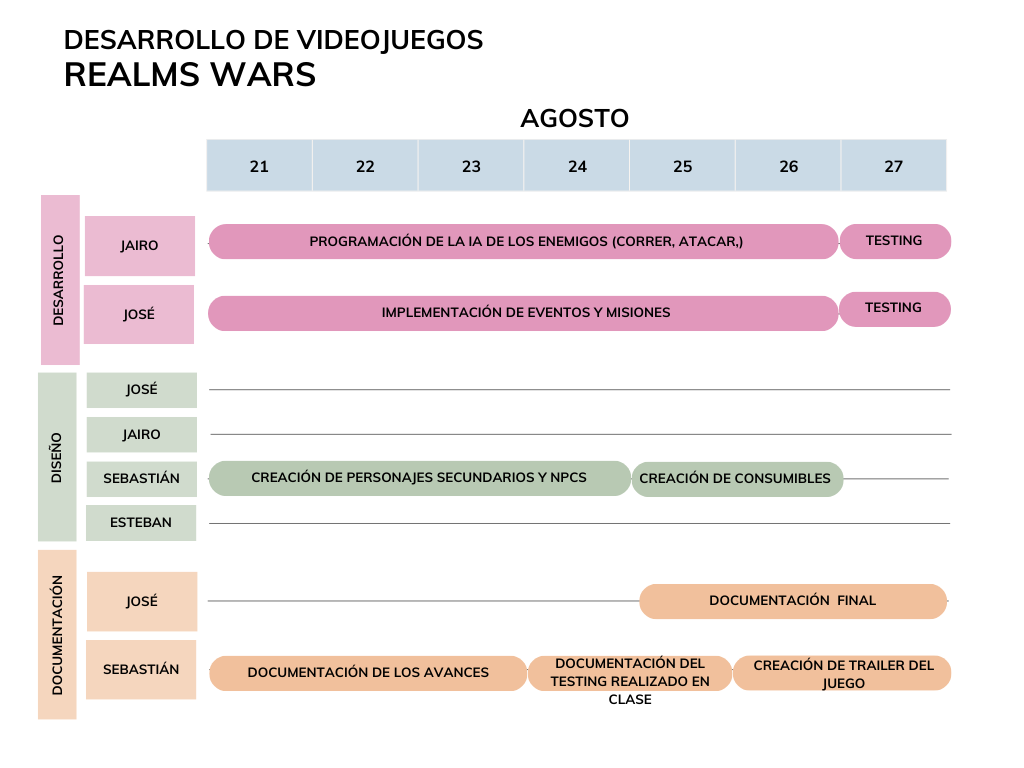 DESARROLLO DE VIDEOJUEGOS
REALMS WARS
AGOSTO
21 22 23 24 25 26 27
DESARROLLO
JAIRO
PROGRAMACIÓN DE LA IA DE LOS ENEMIGOS (CORRER, ATACAR,)
TESTING
JOSÉ
IMPLEMENTACIÓN DE EVENTOS Y MISIONES
TESTING
DISEÑO
JOSÉ
JAIRO
SEBASTIÁN
CREACIÓN DE PERSONAJES SECUNDARIOS Y NPCS
CREACIÓN DE CONSUMIBLES
ESTEBAN
DOCUMENTACIÓN
JOSÉ
DOCUMENTACIÓN FINAL
SEBASTIÁN
DOCUMENTACIÓN DE LOS AVANCES
DOCUMENTACIÓN DEL
TESTING REALIZADO EN
CLASE
CREACIÓN DE TRAILER DEL
JUEGO